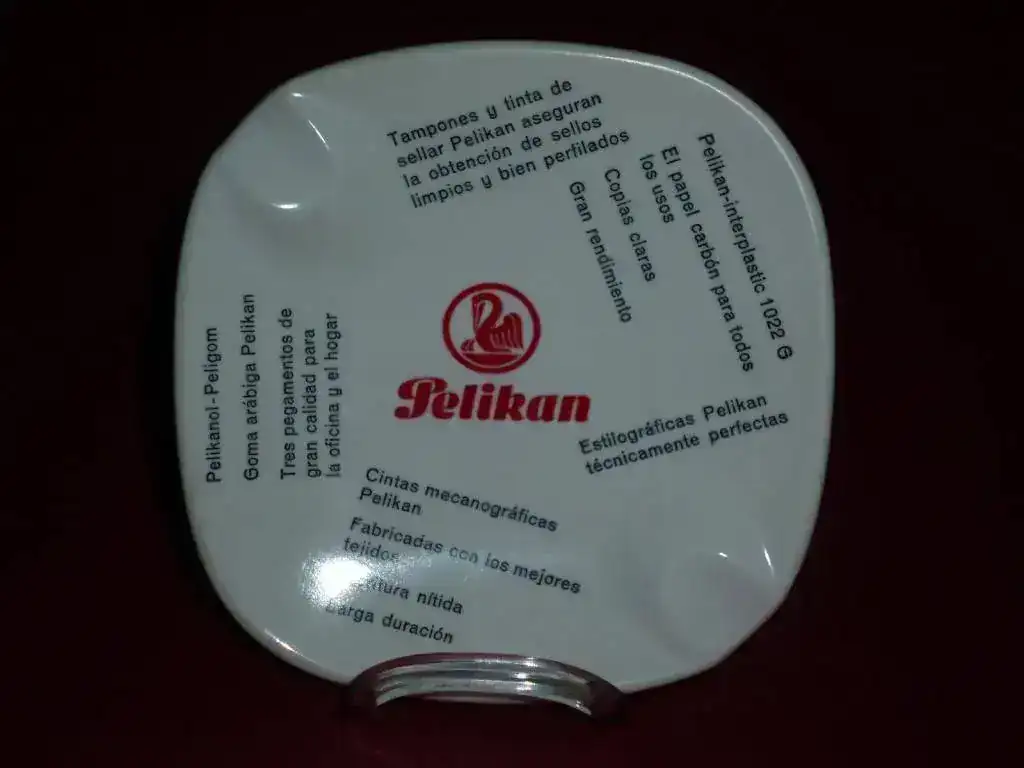 Tampones y tinta de
sellar Pelikan aseguran
la obtención de sellos
limpios y bien perfilados
Pelikan-interplastic 1022 G
El papel carbón para todos
los usos
Copias claras
Gran rendimiento
Pelikanol-Peligom
Goma arábiga Pelikan
Tres pegamentos de
gran calidad para
la oficina y el hogar
Pelikan
Estilográficas Pelikan
técnicamente perfectas
Cintas mecanográficas
Pelikan
Fabricadas con los mejores
tejidos
nítida
Larga duración